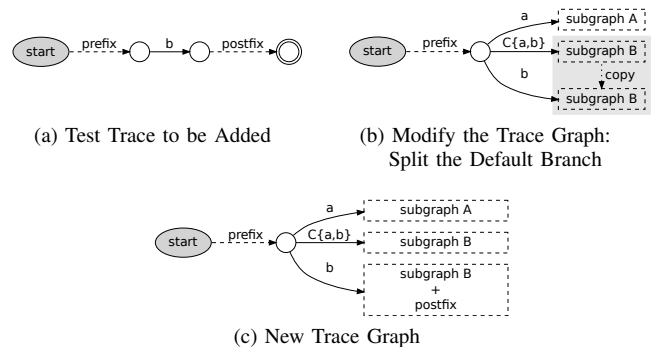 start
prefix
b
postfix
(a) Test Trace to be Added
start
prefix
a
C{a,b}
b
subgraph A
subgraph B
copy
subgraph B
(b) Modify the Trace Graph:
Split the Default Branch
start
prefix
a
C{a,b}
b
subgraph A
subgraph B
subgraph B
+
postfix
(c) New Trace Graph